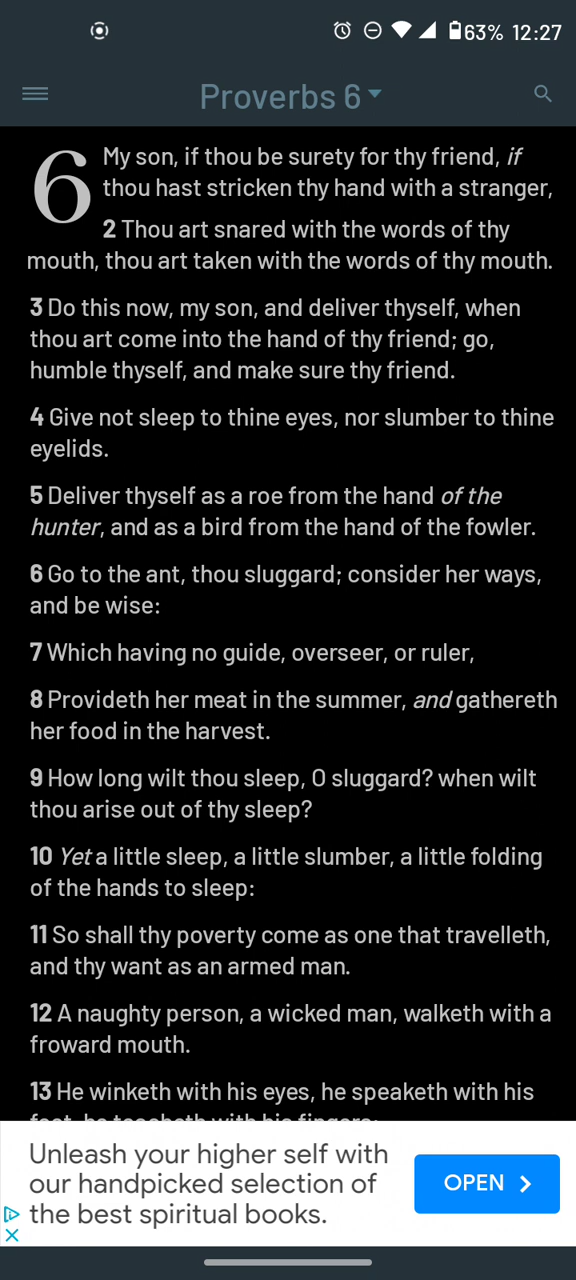 63% 12:27
Proverbs 6
6 My son, if thou be surety for thy friend, if
thou hast stricken thy hand with a stranger,
2 Thou art snared with the words of thy
mouth, thou art taken with the words of thy mouth.
3 Do this now, my son, and deliver thyself, when
thou art come into the hand of thy friend; go,
humble thyself, and make sure thy friend.
4 Give not sleep to thine eyes, nor slumber to thine
eyelids.
5 Deliver thyself as a roe from the hand of the
hunter, and as a bird from the hand of the fowler.
6 Go to the ant, thou sluggard; consider her ways,
and be wise:
7 Which having no guide, overseer, or ruler,
8 Provideth her meat in the summer, and gathereth
her food in the harvest.
9 How long wilt thou sleep, O sluggard? when wilt
thou arise out of thy sleep?
10 Yet a little sleep, a little slumber, a little folding
of the hands to sleep:
11 So shall thy poverty come as one that travelleth,
and thy want as an armed man.
12 A naughty person, a wicked man, walketh with a
froward mouth.
13 He winketh with his eyes, he speaketh with his
feet, he teacheth with his fingers;
Unleash your higher self with
our handpicked selection of
the best spiritual books.
OPEN